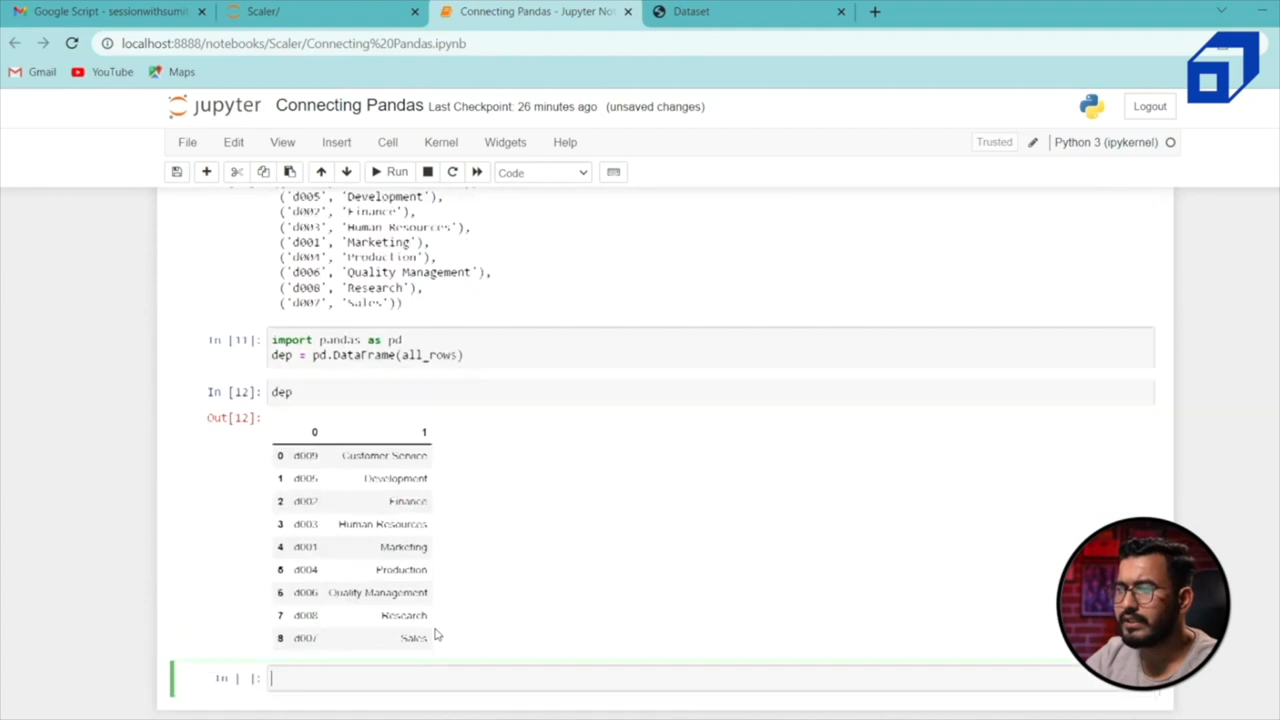 Google Script - sessionwithsumit
Scaler/
Connecting Pandas - Jupyter No
Dataset
localhost:8888/notebooks/Scaler/Connecting%20Pandas.ipynb
Gmail YouTube Maps
jupyter Connecting Pandas Last Checkpoint: 26 minutes ago (unsaved changes) Logout
File Edit View Insert Cell Kernel Widgets Help Trusted Python 3 (ipykernel)
Run Code
('d005', 'Development'),
('d002', 'Finance'),
('d003', 'Human Resources'),
('d001', 'Marketing'),
('d004', 'Production'),
('d006', 'Quality Management'),
('d008', 'Research'),
('d007', 'Sales'))
In [11]: import pandas as pd
dep = pd.DataFrame(all_rows)
In [12]: dep
Out[12]:
0 1
0 d009 Customer Service
1 d005 Development
2 d002 Finance
3 d003 Human Resources
4 d001 Marketing
5 d004 Production
6 d006 Quality Management
7 d008 Research
8 d007 Sales
In [ ]: